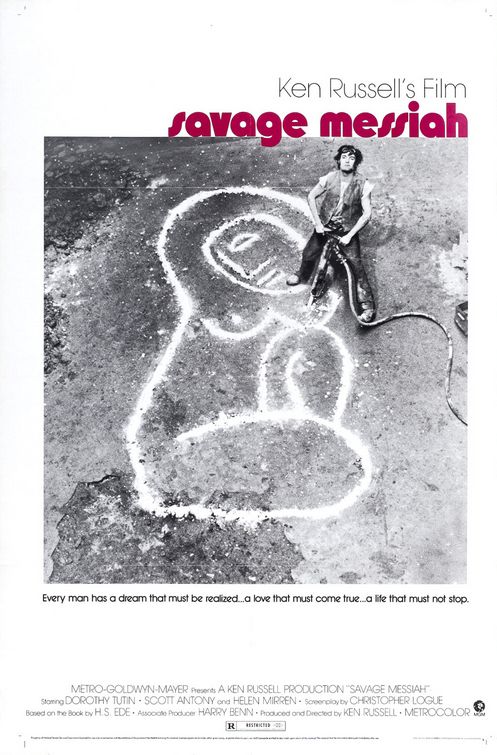 Ken Russell's Film
savage messiah
Every man has a dream that must be realized...a love that must come true...a life that must not stop.
METRO-GOLDWYN-MAYER Presents A KEN RUSSELL PRODUCTION "SAVAGE MESSIAH"
Starring DOROTHY TUTIN • SCOTT ANTONY and HELEN MIRREN • Screenplay by CHRISTOPHER LOGUE
Based on the Book by H. S. EDE • Associate Producer HARRY BENN • Produced and Directed by KEN RUSSELL • METROCOLOR MGM
R RESTRICTED